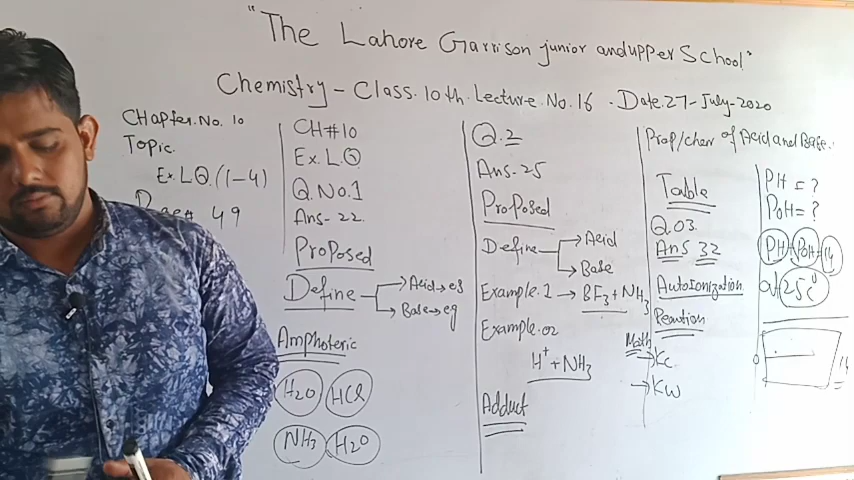 "The Lahore Garrison junior and upper School"
Chemistry - Class. 10th. Lecture. No. 16 . Date. 27 - July - 2020
CHapter. No. 10
Topic.
Ex. LQ. (1-4)
49
CH#10
Ex. L.Q
Q. No. 1
Ans - 22
Proposed
Define → Acid → eg
→ Base → eg
Amphoteric
H2O HCl
NH3 H2O
Q. 2
Ans - 25
Proposed
Define → Acid
→ Base
Example. 1 → BF3 + NH3
Example. 02
H+ + NH3
Adduct
Prop/cher of Acid and Base.
Table
Q. 03
Ans 32
Autoionization
Reaction
Math
→ Kc
→ Kw
PH = ?
POH = ?
PH POH 14
at 25c°
0
14